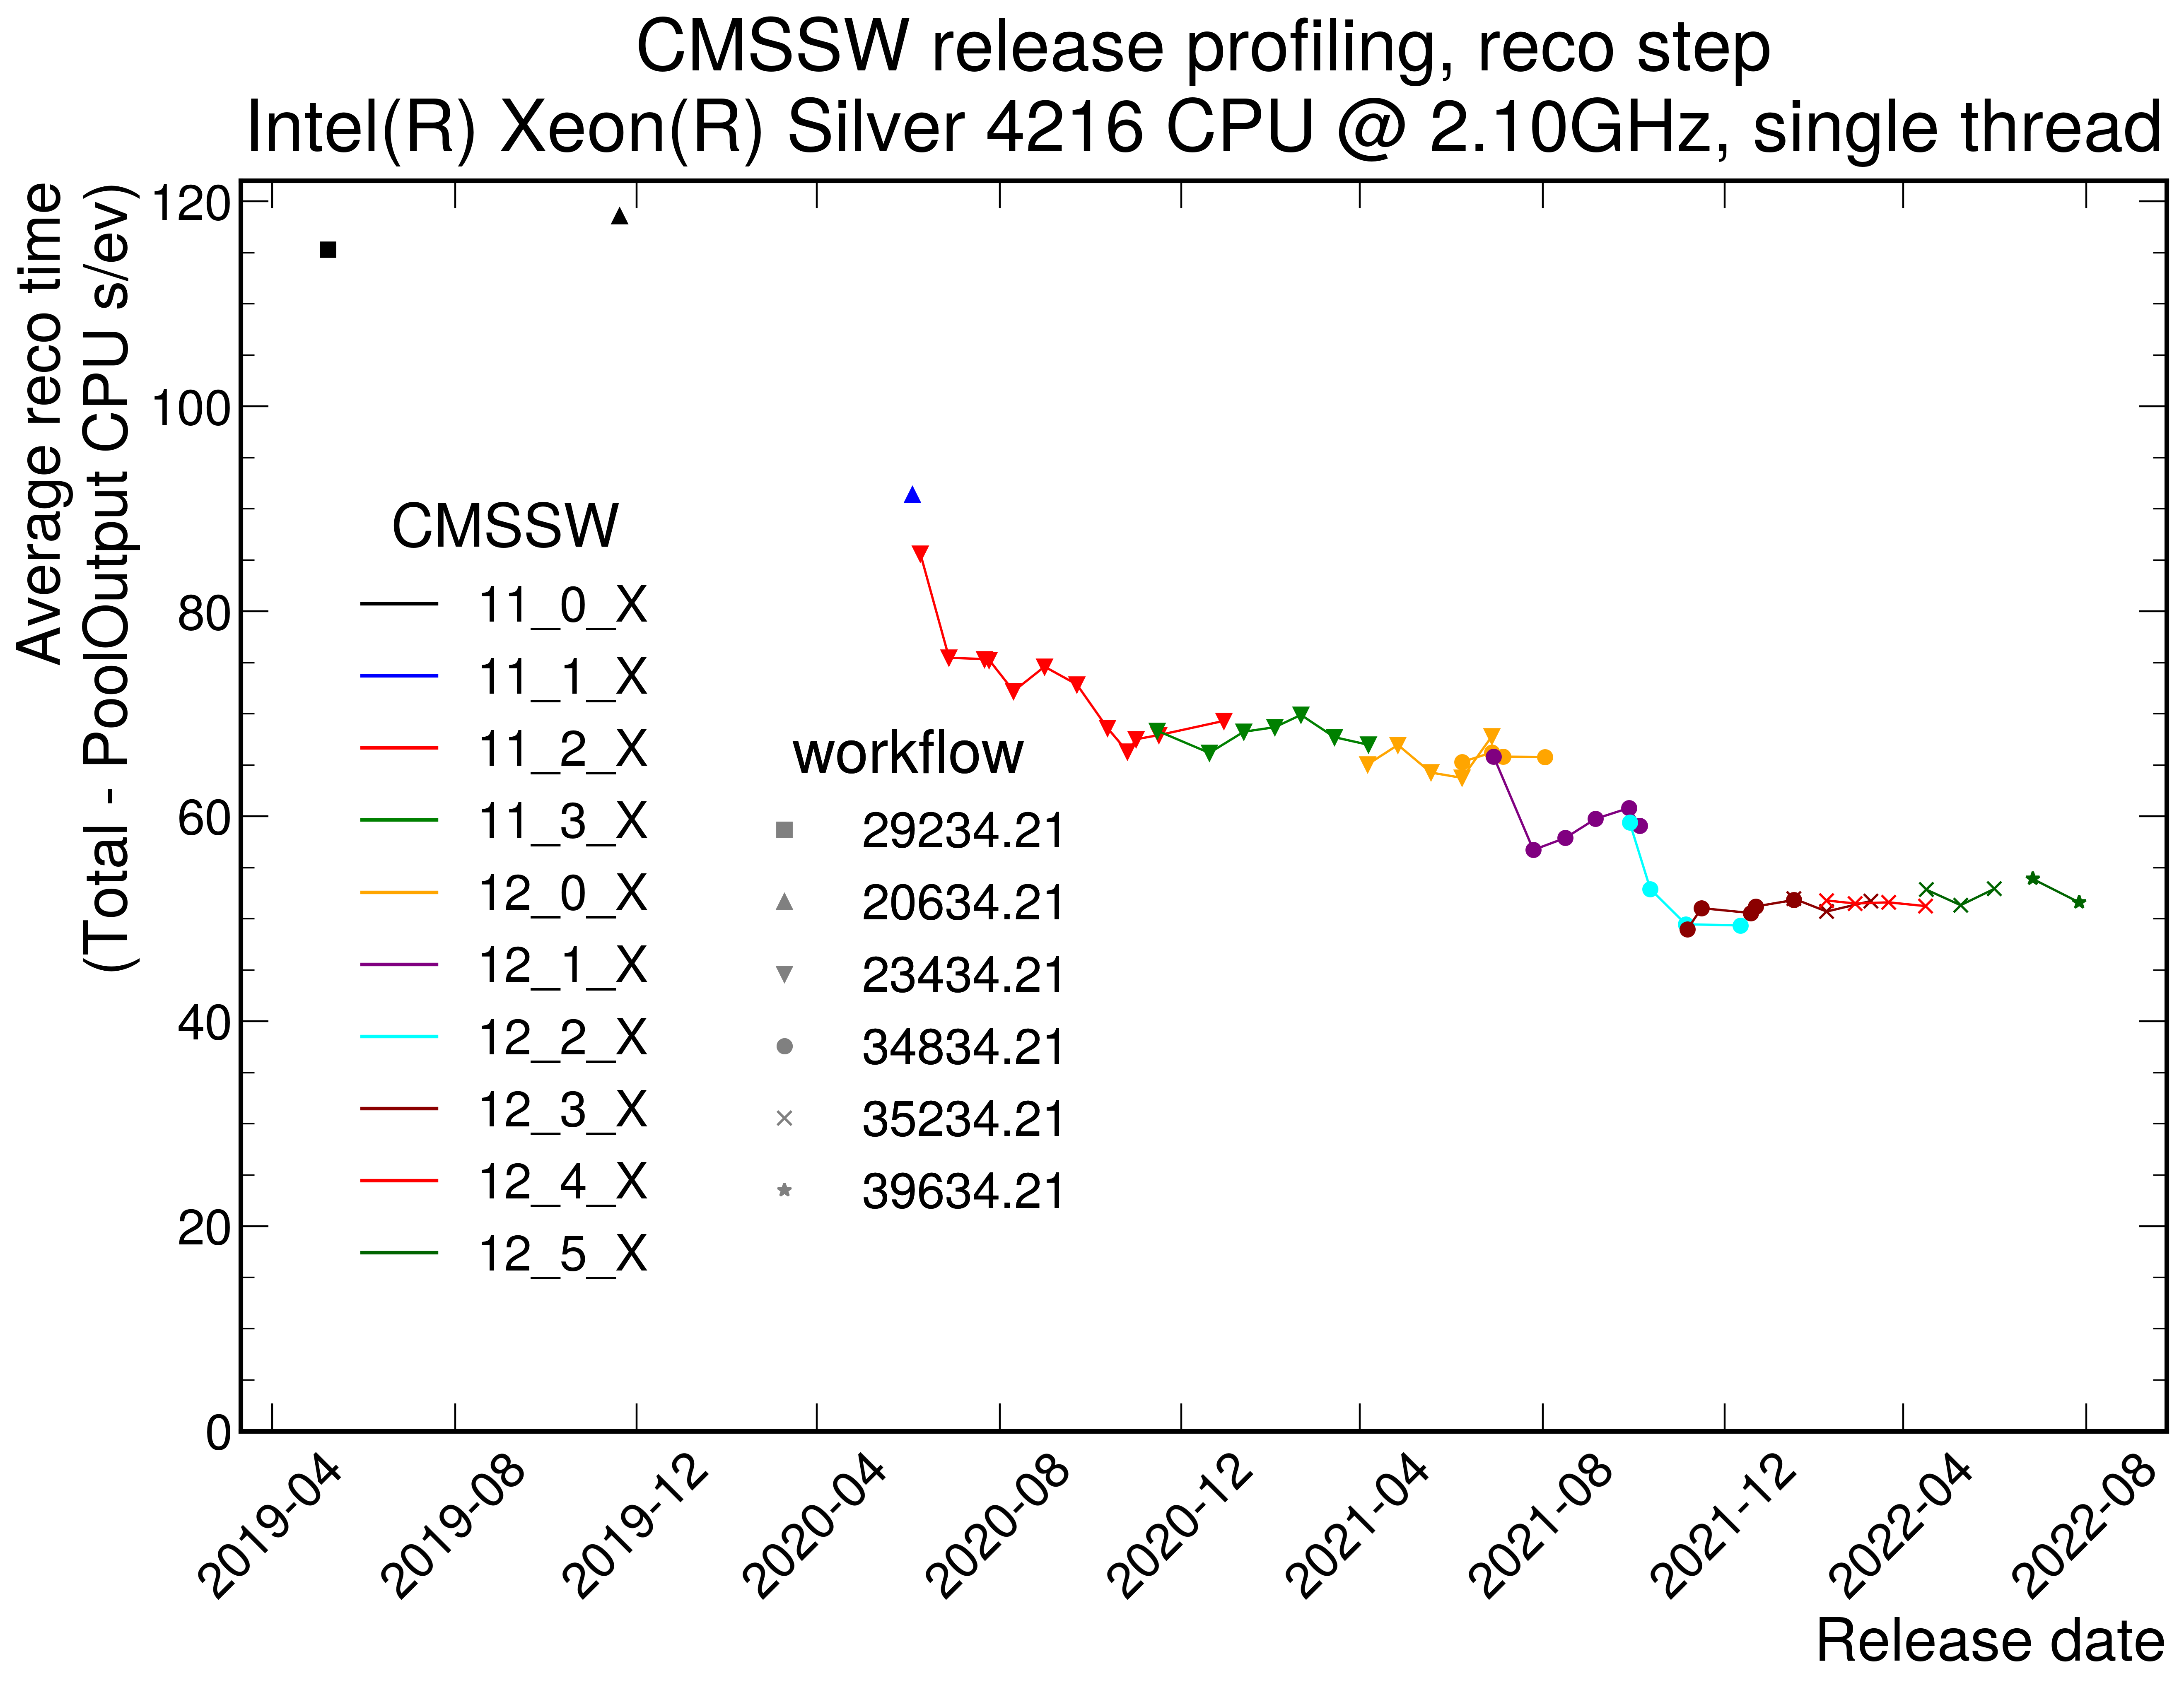 CMSSW release profiling, reco step
Intel(R) Xeon(R) Silver 4216 CPU @ 2.10GHz, single thread
Average reco time
(Total - PoolOutput CPU s/ev)
120
100
80
60
40
20
0
CMSSW
11_0_X
11_1_X
11_2_X
11_3_X
12_0_X
12_1_X
12_2_X
12_3_X
12_4_X
12_5_X
workflow
29234.21
20634.21
23434.21
34834.21
35234.21
39634.21
2019-04
2019-08
2019-12
2020-04
2020-08
2020-12
2021-04
2021-08
2021-12
2022-04
2022-08
Release date